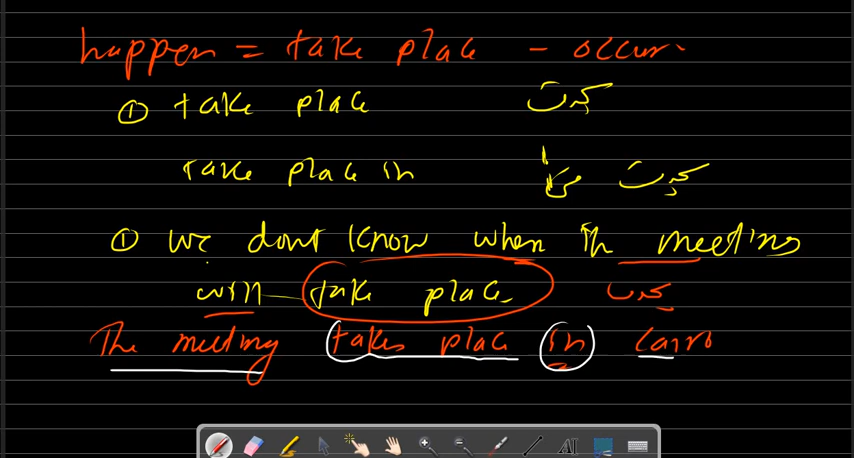 happen = take place - occur.
① take place يحدث
take place in يحدث
① we dont know when the meeting
will take place. يحدث
The meeting takes place in Cairo